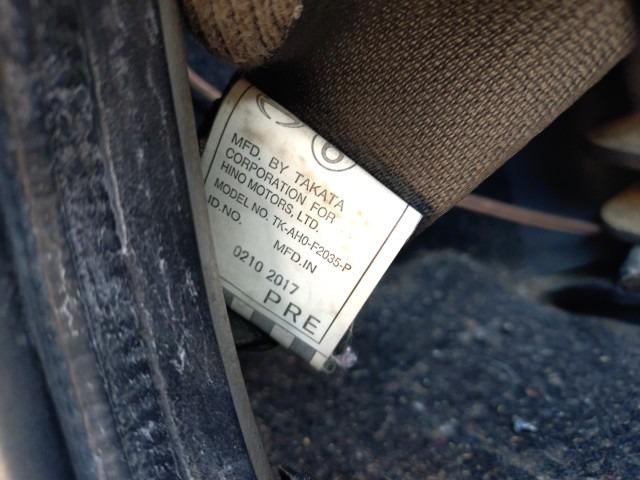 MFD. BY TAKATA
CORPORATION FOR
HINO MOTORS, LTD.
MODEL NO. TK-AH0-F2035-P
ID.NO.
MFD.IN
0210 2017
PRE